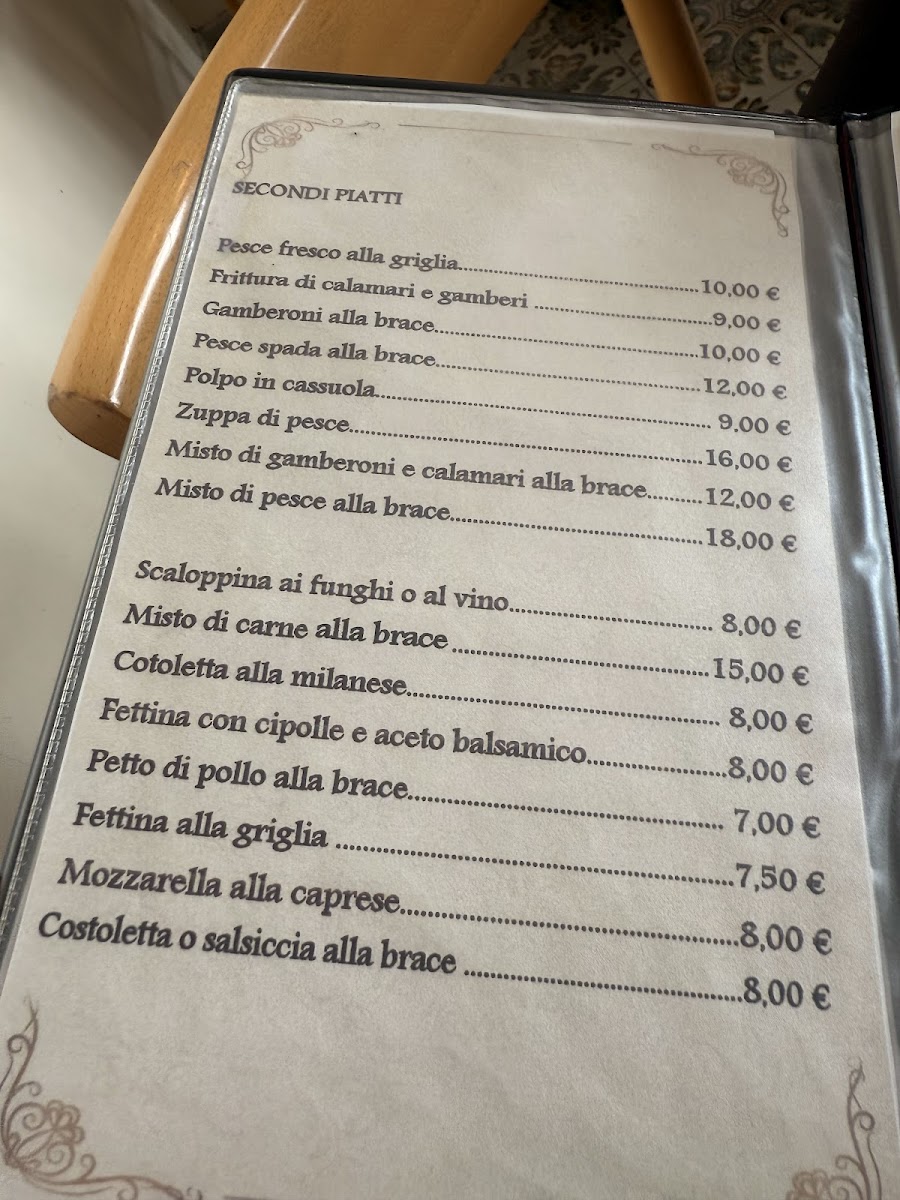 SECONDI PIATTI
Pesce fresco alla griglia..........10,00 €
Frittura di calamari e gamberi ..........9,00 €
Gamberoni alla brace..........10,00 €
Pesce spada alla brace..........12,00 €
Polpo in cassuola.......... 9,00 €
Zuppa di pesce..........16,00 €
Misto di gamberoni e calamari alla brace.........12,00 €
Misto di pesce alla brace..........18,00 €
Scaloppina ai funghi o al vino.......... 8,00 €
Misto di carne alla brace ..........15,00 €
Cotoletta alla milanese.......... 8,00 €
Fettina con cipolle e aceto balsamico..........8,00 €
Petto di pollo alla brace.......... 7,00 €
Fettina alla griglia ..........7,50 €
Mozzarella alla caprese..........8,00 €
Costoletta o salsiccia alla brace ..........8,00 €